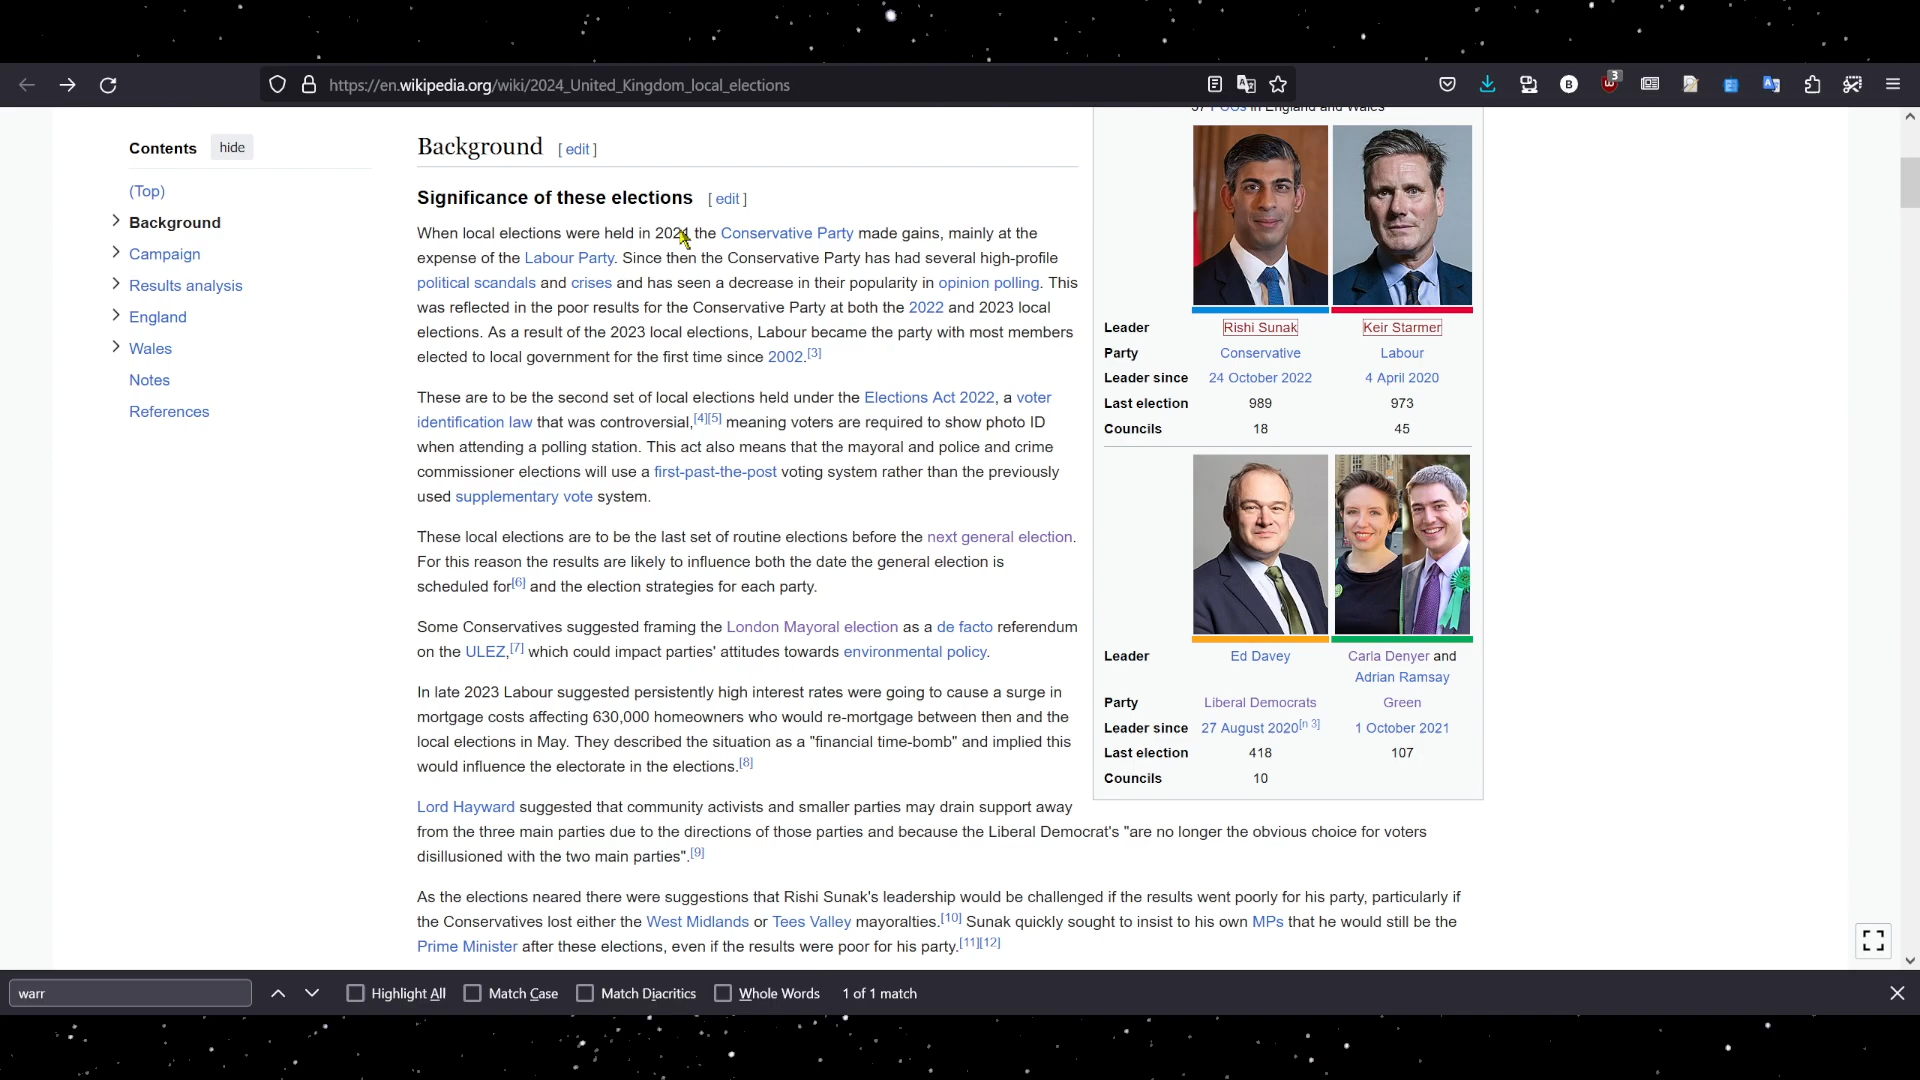 https://en.wikipedia.org/wiki/2024_United_Kingdom_local_elections
3
Contents hide
(Top)
Background
Campaign
Results analysis
England
Wales
Notes
References
Background [ edit ]
Significance of these elections [ edit ]
When local elections were held in 2021 the Conservative Party made gains, mainly at the
expense of the Labour Party. Since then the Conservative Party has had several high-profile
political scandals and crises and has seen a decrease in their popularity in opinion polling. This
was reflected in the poor results for the Conservative Party at both the 2022 and 2023 local
elections. As a result of the 2023 local elections, Labour became the party with most members
elected to local government for the first time since 2002.[3]
These are to be the second set of local elections held under the Elections Act 2022, a voter
identification law that was controversial,[4][5] meaning voters are required to show photo ID
when attending a polling station. This act also means that the mayoral and police and crime
commissioner elections will use a first-past-the-post voting system rather than the previously
used supplementary vote system.
These local elections are to be the last set of routine elections before the next general election.
For this reason the results are likely to influence both the date the general election is
scheduled for[6] and the election strategies for each party.
Some Conservatives suggested framing the London Mayoral election as a de facto referendum
on the ULEZ,[7] which could impact parties' attitudes towards environmental policy.
In late 2023 Labour suggested persistently high interest rates were going to cause a surge in
mortgage costs affecting 630,000 homeowners who would re-mortgage between then and the
local elections in May. They described the situation as a "financial time-bomb" and implied this
would influence the electorate in the elections.[8]
Lord Hayward suggested that community activists and smaller parties may drain support away
from the three main parties due to the directions of those parties and because the Liberal Democrat's "are no longer the obvious choice for voters
disillusioned with the two main parties".[9]
As the elections neared there were suggestions that Rishi Sunak's leadership would be challenged if the results went poorly for his party, particularly if
the Conservatives lost either the West Midlands or Tees Valley mayoralties.[10] Sunak quickly sought to insist to his own MPs that he would still be the
Prime Minister after these elections, even if the results were poor for his party.[11][12]
37 PCCs in England and Wales
Leader Rishi Sunak Keir Starmer
Party Conservative Labour
Leader since 24 October 2022 4 April 2020
Last election 989 973
Councils 18 45
Leader Ed Davey Carla Denyer and
Adrian Ramsay
Party Liberal Democrats Green
Leader since 27 August 2020[n 3] 1 October 2021
Last election 418 107
Councils 10
warr Highlight All Match Case Match Diacritics Whole Words 1 of 1 match